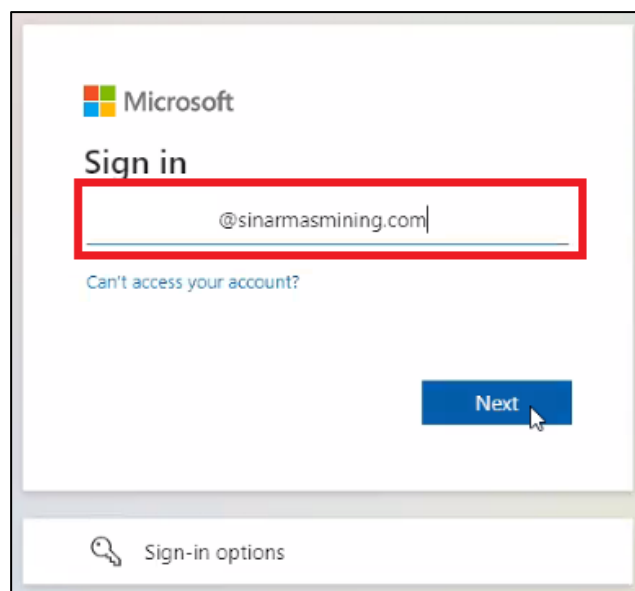 Microsoft
Sign in
@sinarmasmining.com
Can't access your account?
Next
Sign-in options